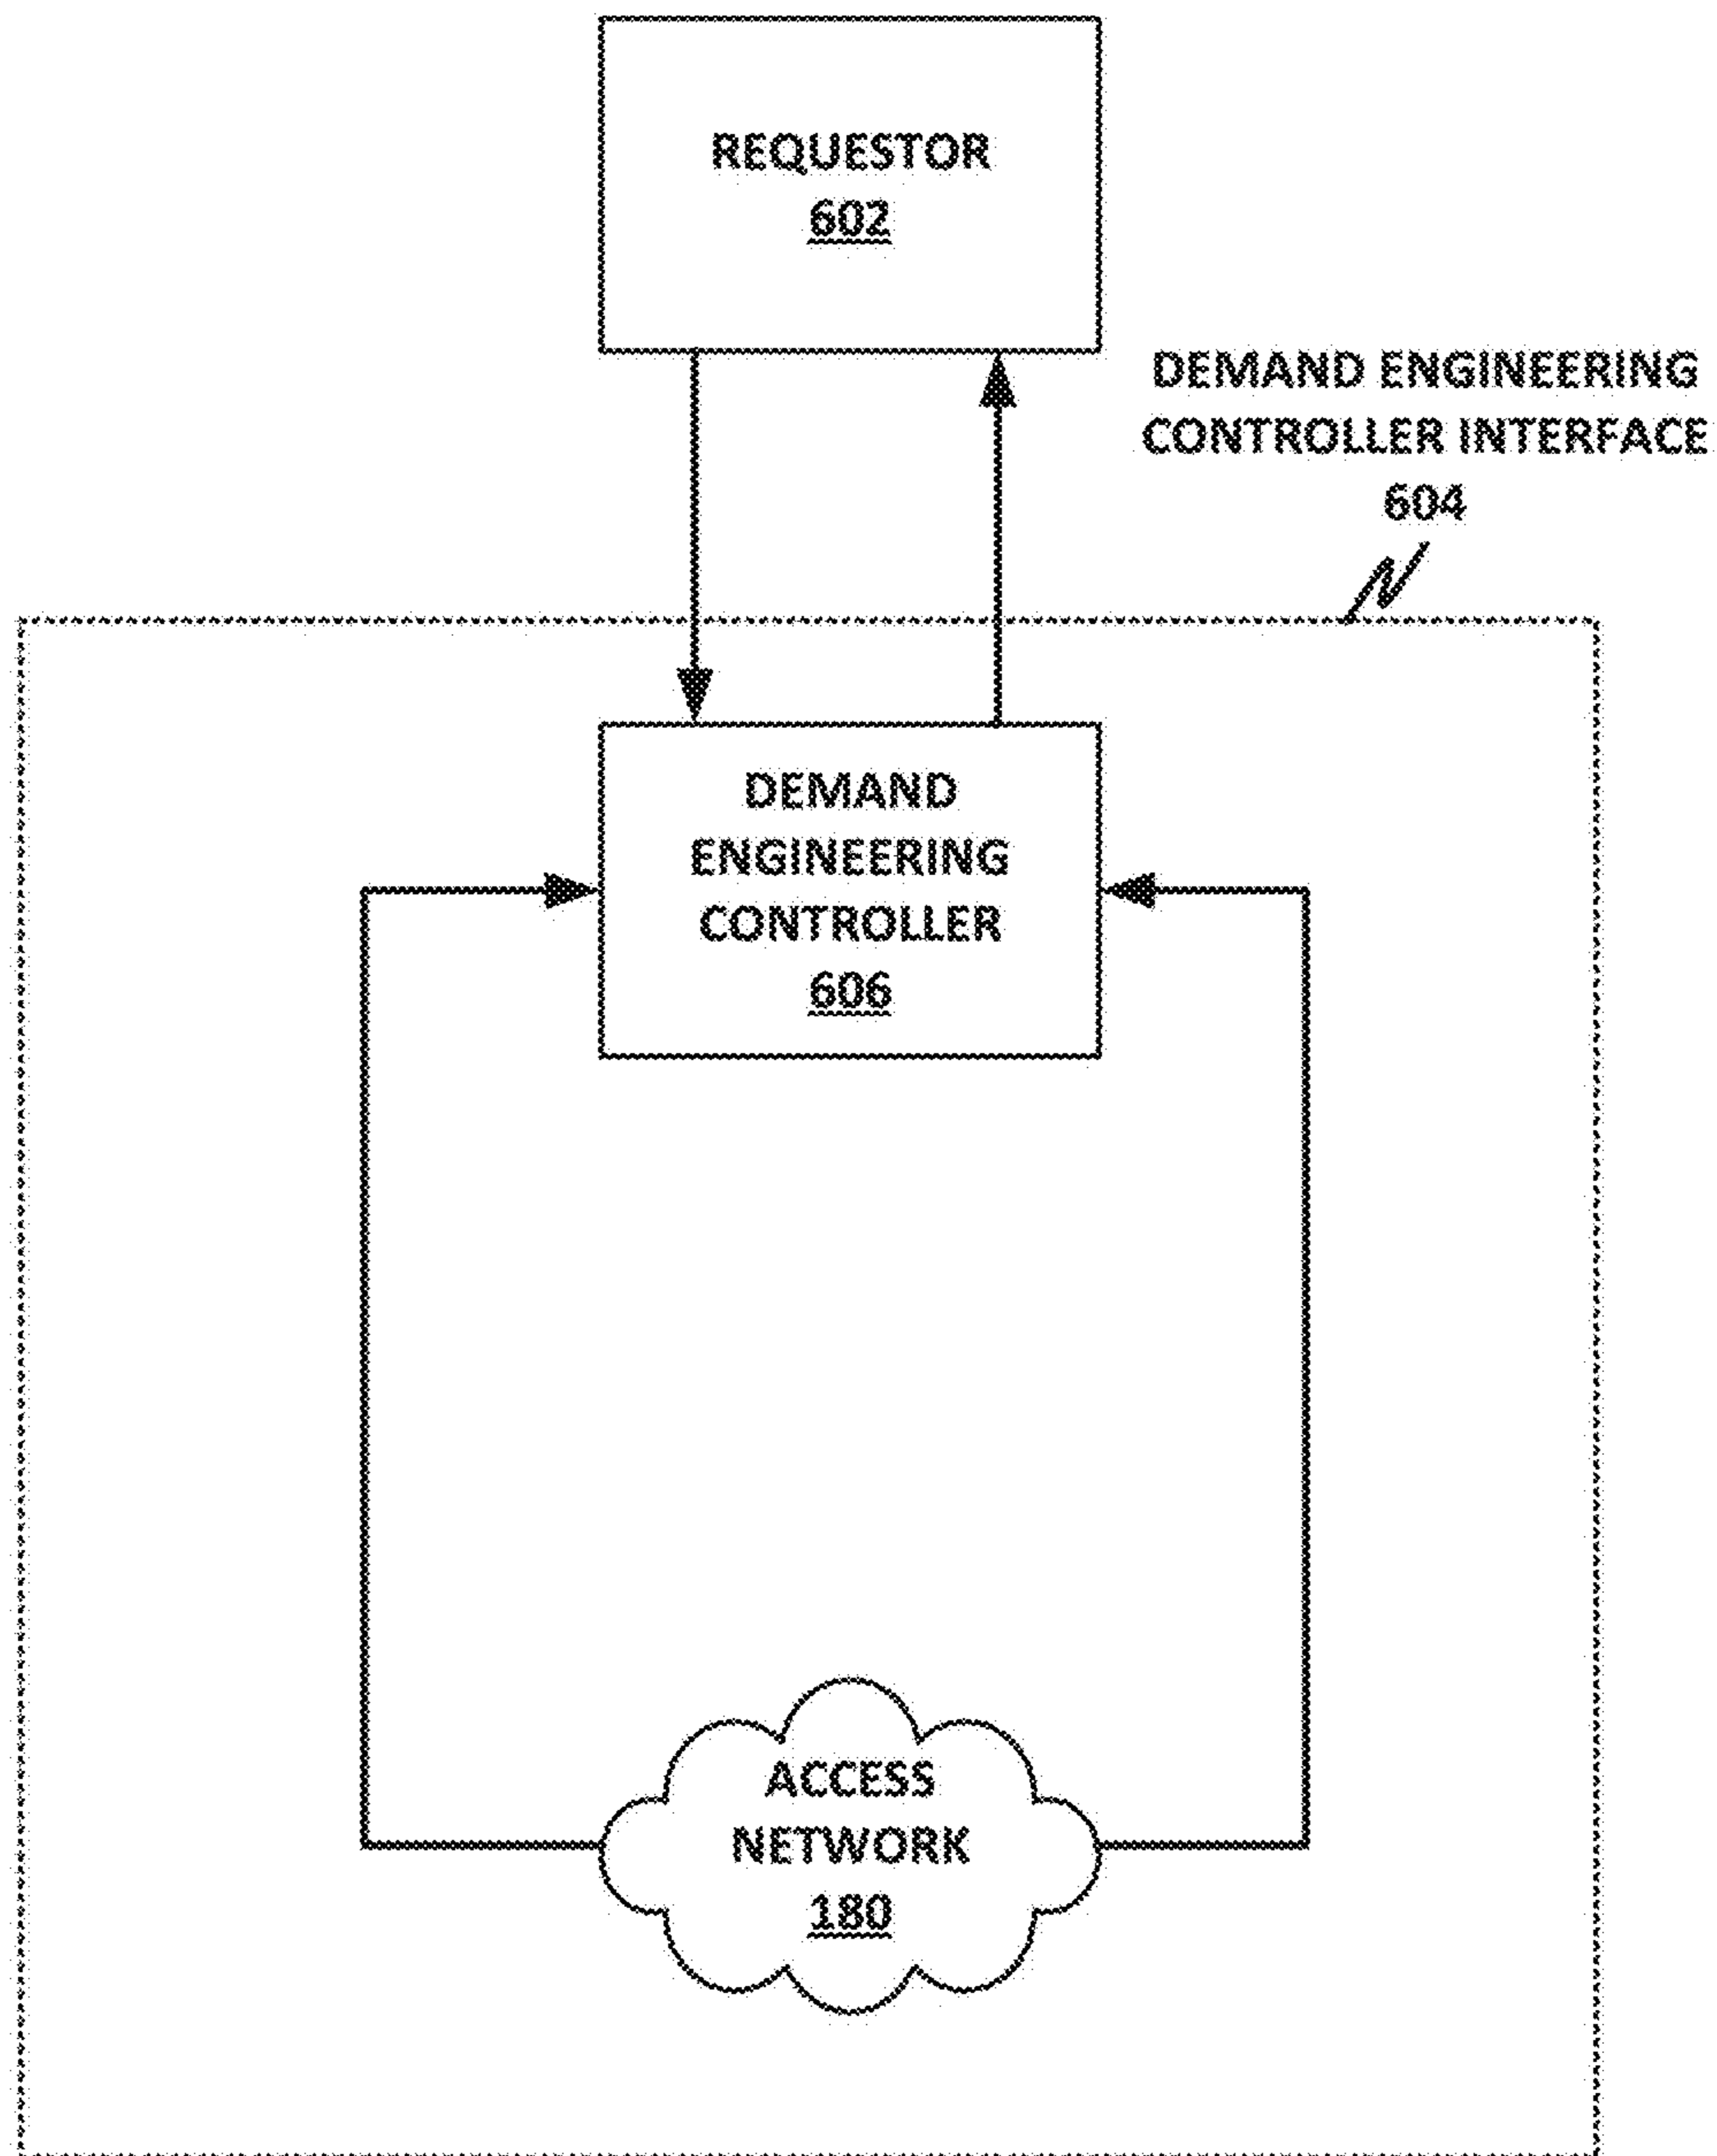 REQUESTOR
602
DEMAND ENGINEERING
CONTROLLER INTERFACE
604
DEMAND
ENGINEERING
CONTROLLER
606
ACCESS
NETWORK
180